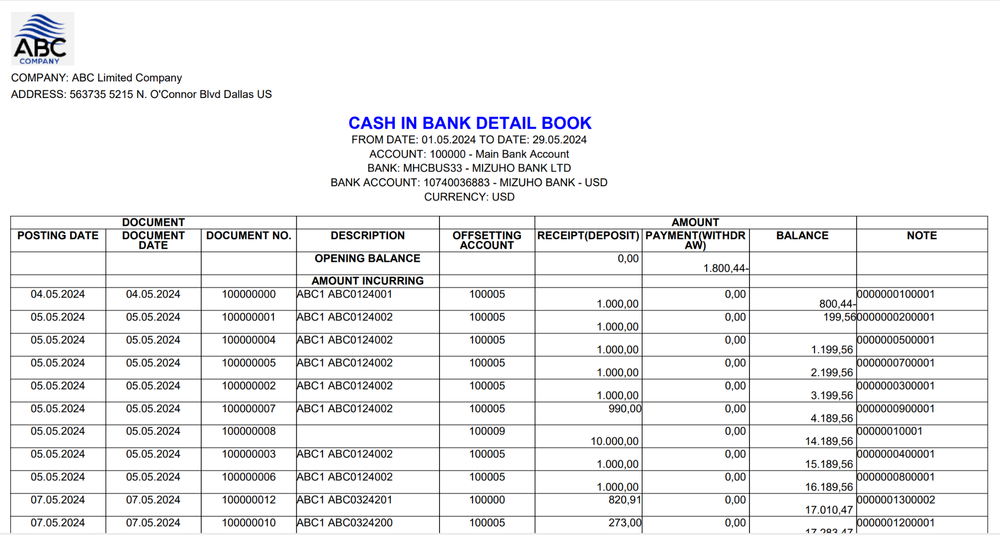 ABC
COMPANY
COMPANY: ABC Limited Company
ADDRESS: 563735 5215 N. O'Connor Blvd Dallas US
CASH IN BANK DETAIL BOOK
FROM DATE: 01.05.2024 TO DATE: 29.05.2024
ACCOUNT: 100000 - Main Bank Account
BANK: MHCBUS33 - MIZUHO BANK LTD
BANK ACCOUNT: 10740036883 - MIZUHO BANK - USD
CURRENCY: USD
DOCUMENT AMOUNT
POSTING DATE DOCUMENT DATE DOCUMENT NO. DESCRIPTION OFFSETTING ACCOUNT RECEIPT(DEPOSIT) PAYMENT(WITHDRAW) BALANCE NOTE
OPENING BALANCE 0,00 1.800,44-
AMOUNT INCURRING
04.05.2024 04.05.2024 100000000 ABC1 ABC0124001 100005 1.000,00 0,00 800,44- 0000000100001
05.05.2024 05.05.2024 100000001 ABC1 ABC0124002 100005 1.000,00 0,00 199,56 0000000200001
05.05.2024 05.05.2024 100000004 ABC1 ABC0124002 100005 1.000,00 0,00 1.199,56 0000000500001
05.05.2024 05.05.2024 100000005 ABC1 ABC0124002 100005 1.000,00 0,00 2.199,56 0000000700001
05.05.2024 05.05.2024 100000002 ABC1 ABC0124002 100005 1.000,00 0,00 3.199,56 0000000300001
05.05.2024 05.05.2024 100000007 ABC1 ABC0124002 100005 990,00 0,00 4.189,56 0000000900001
05.05.2024 05.05.2024 100000008 100009 10.000,00 0,00 14.189,56 00000010001
05.05.2024 05.05.2024 100000003 ABC1 ABC0124002 100005 1.000,00 0,00 15.189,56 0000000400001
05.05.2024 05.05.2024 100000006 ABC1 ABC0124002 100005 1.000,00 0,00 16.189,56 0000000800001
07.05.2024 07.05.2024 100000012 ABC1 ABC0324201 100000 820,91 0,00 17.010,47 0000001300002
07.05.2024 07.05.2024 100000010 ABC1 ABC0324200 100005 273,00 0,00 17.283,47 0000001200001